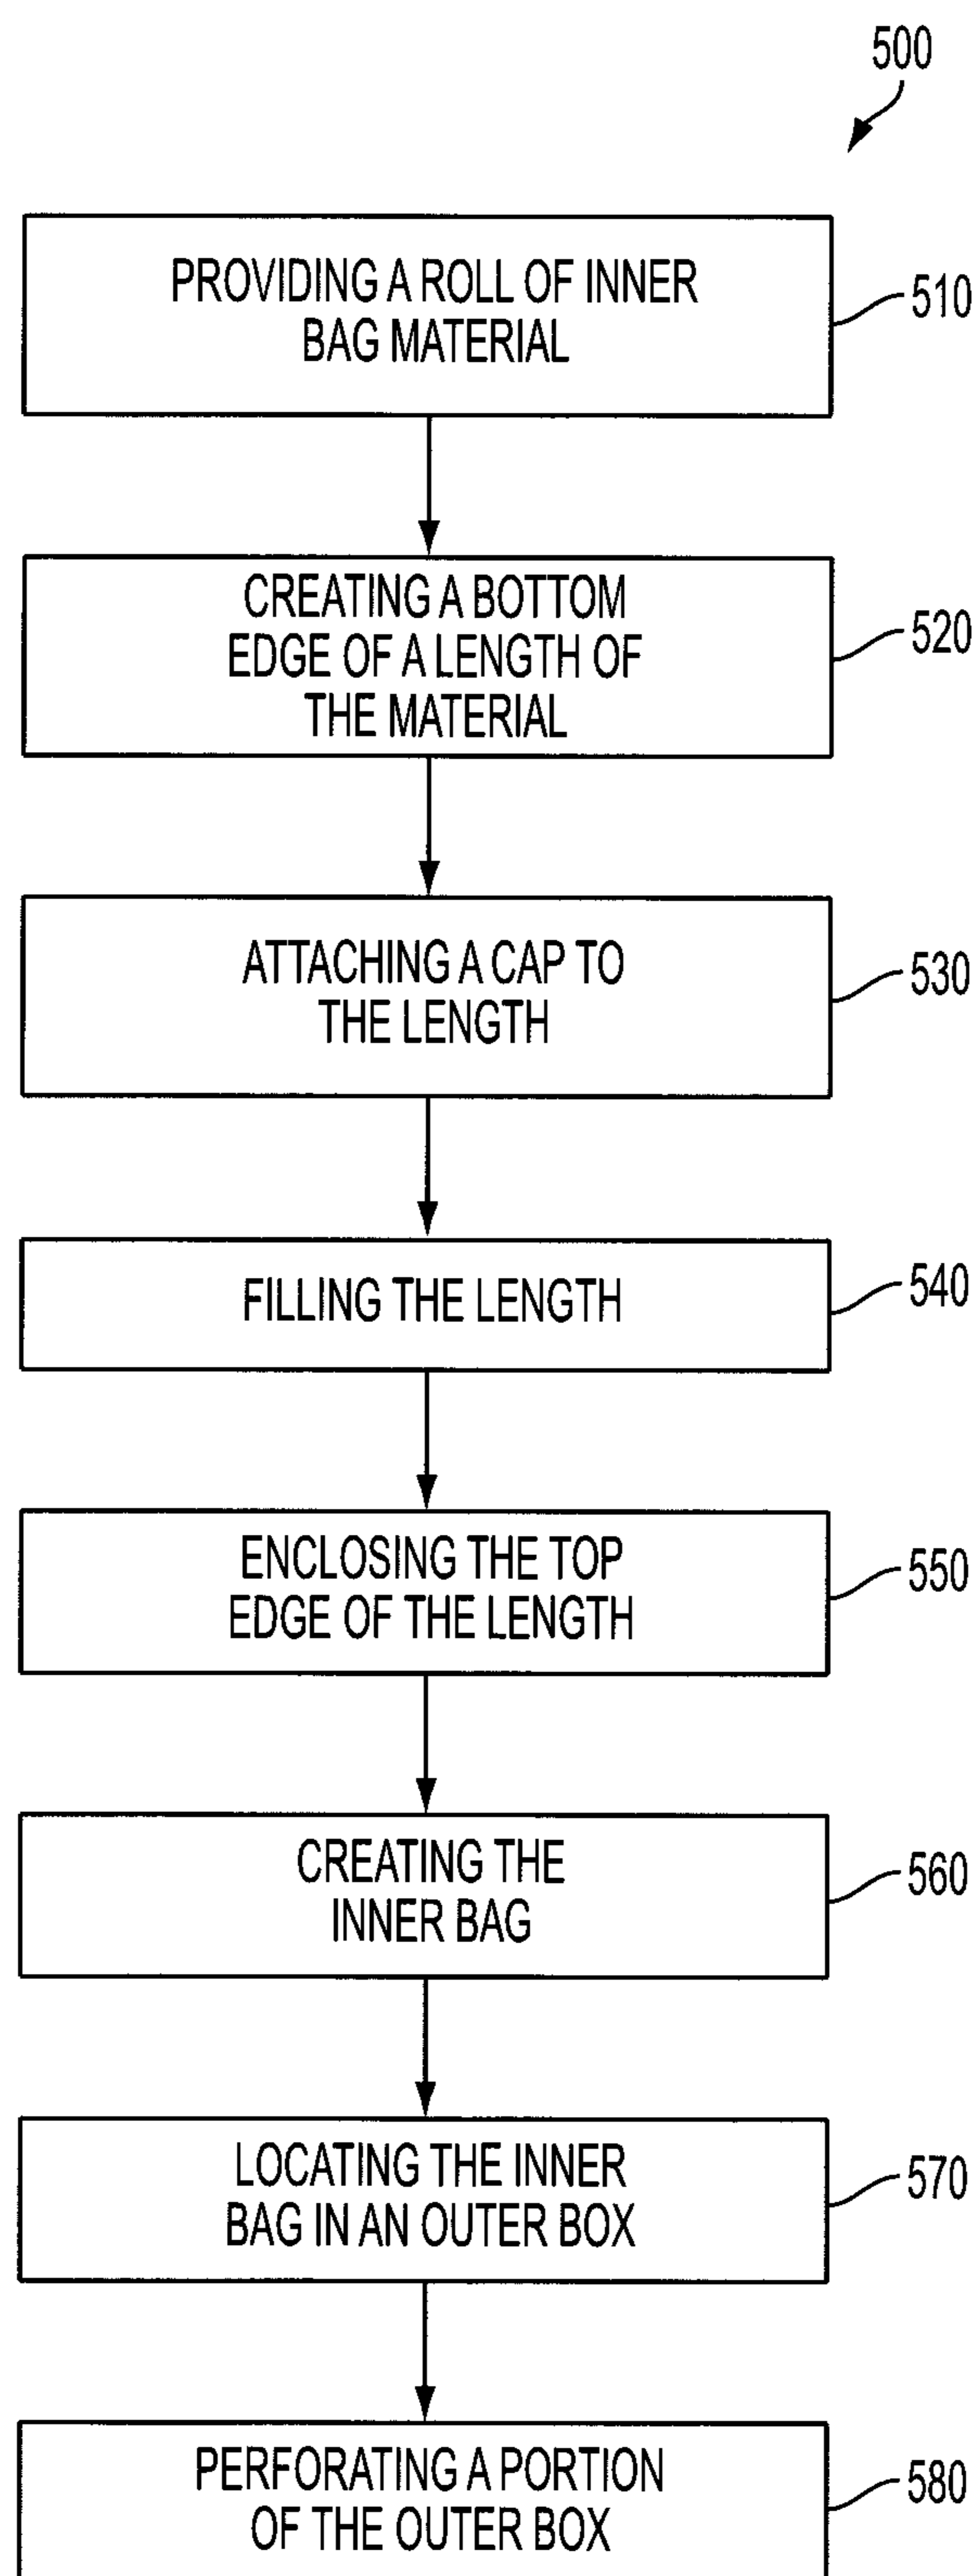 500
PROVIDING A ROLL OF INNER
BAG MATERIAL
510
CREATING A BOTTOM
EDGE OF A LENGTH OF
THE MATERIAL
520
ATTACHING A CAP TO
THE LENGTH
530
FILLING THE LENGTH
540
ENCLOSING THE TOP
EDGE OF THE LENGTH
550
CREATING THE
INNER BAG
560
LOCATING THE INNER
BAG IN AN OUTER BOX
570
PERFORATING A PORTION
OF THE OUTER BOX
580